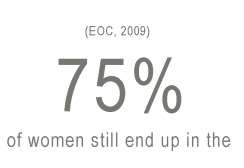 (EOC, 2009)
75%
of women still end up in the